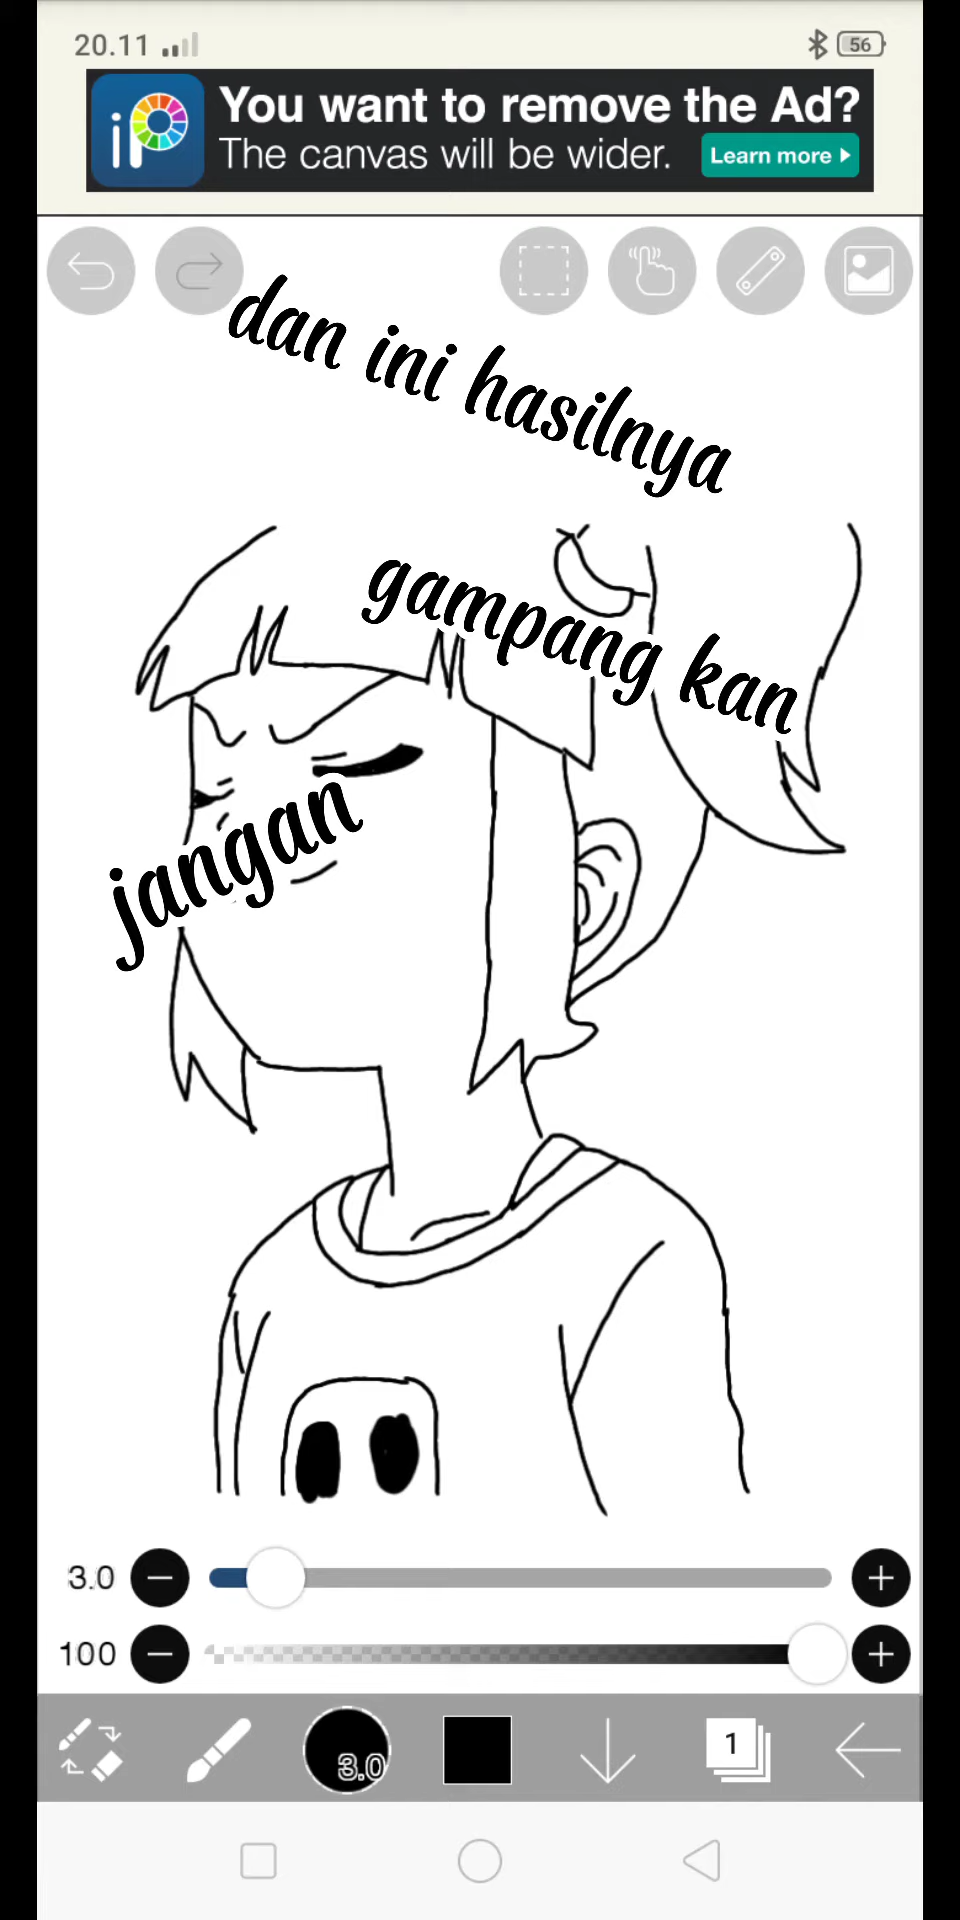 20.11
56
iP
You want to remove the Ad?
The canvas will be wider.
Learn more
dan ini hasilnya
gampang kan
jangan
3.0
100
3.0
1